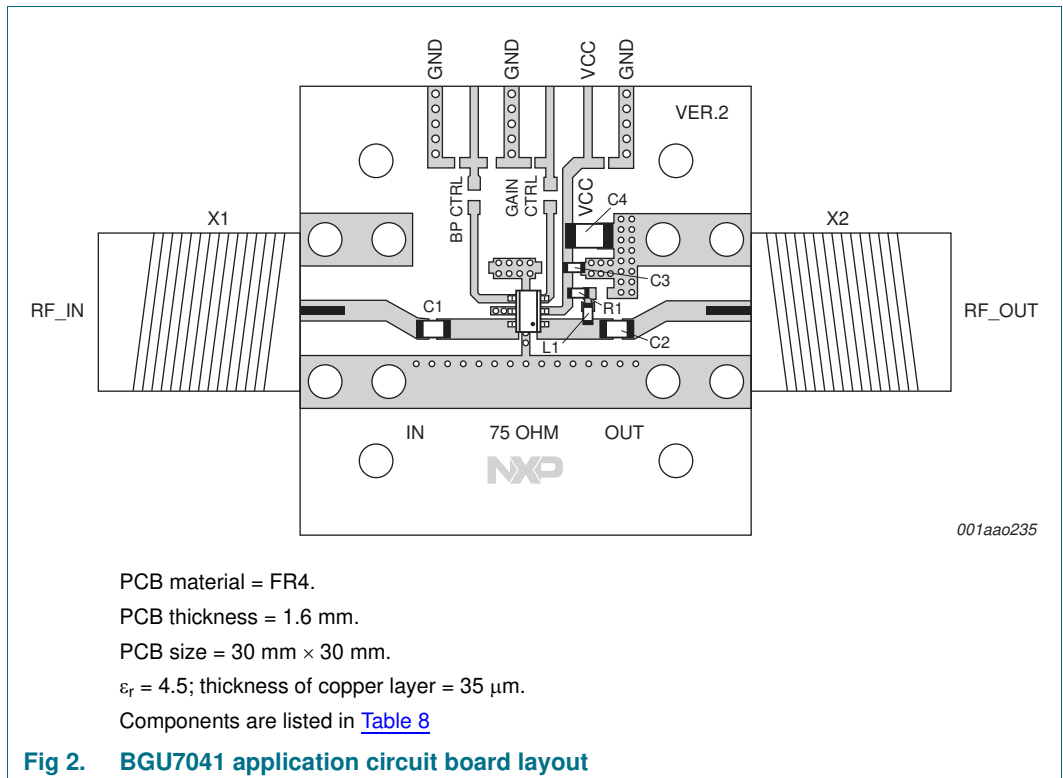 GND
GND
VCC
GND
VER.2
BP CTRL
GAIN
CTRL
VCC
C4
X1
X2
C3
RF_IN
C1
R1
RF_OUT
L1
C2
IN
75 OHM
OUT
NXP
001aao235
PCB material = FR4.
PCB thickness = 1.6 mm.
PCB size = 30 mm × 30 mm.
εr = 4.5; thickness of copper layer = 35 μm.
Components are listed in Table 8
Fig 2. BGU7041 application circuit board layout